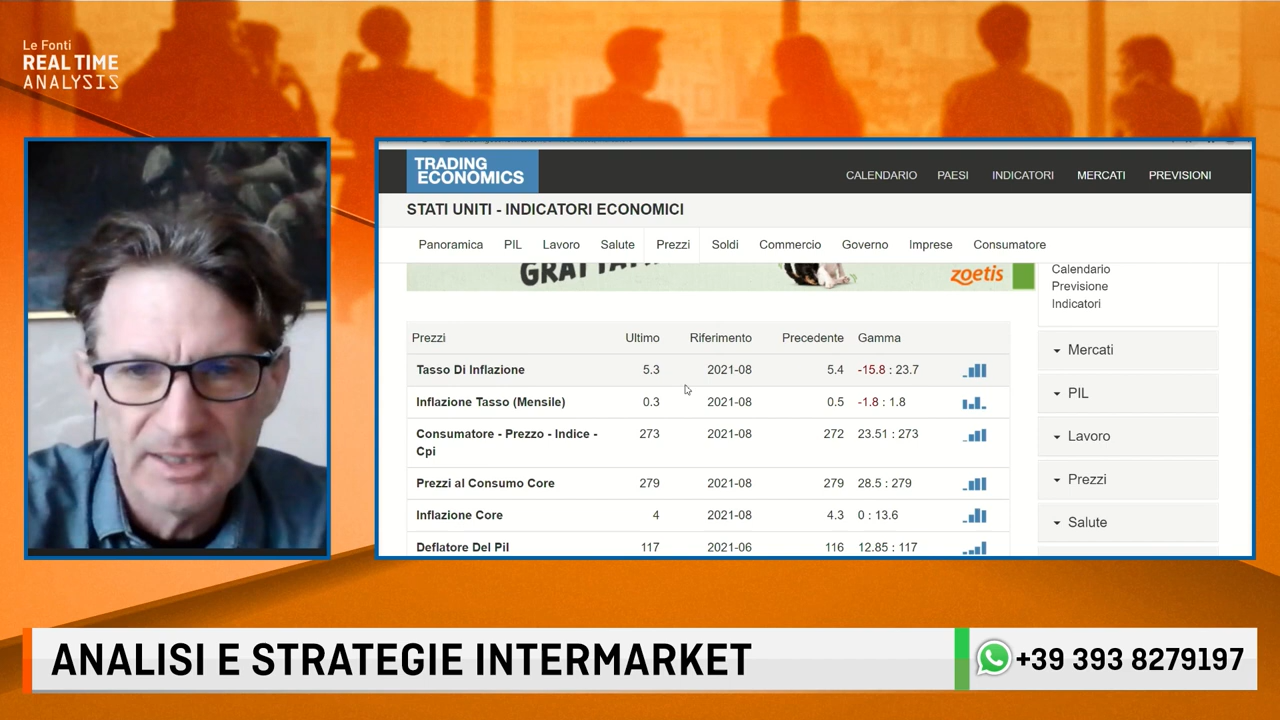 Le Fonti
REAL TIME
ANALYSIS
TRADING
ECONOMICS
CALENDARIO PAESI INDICATORI MERCATI PREVISIONI
STATI UNITI - INDICATORI ECONOMICI
Panoramica PIL Lavoro Salute Prezzi Soldi Commercio Governo Imprese Consumatore
zoetis
Calendario
Previsione
Indicatori
Mercati
PIL
Lavoro
Prezzi
Salute
Prezzi Ultimo Riferimento Precedente Gamma
Tasso Di Inflazione 5.3 2021-08 5.4 -15.8 : 23.7
Inflazione Tasso (Mensile) 0.3 2021-08 0.5 -1.8 : 1.8
Consumatore - Prezzo - Indice - 273 2021-08 272 23.51 : 273
Cpi
Prezzi al Consumo Core 279 2021-08 279 28.5 : 279
Inflazione Core 4 2021-08 4.3 0 : 13.6
Deflatore Del Pil 117 2021-06 116 12.85 : 117
ANALISI E STRATEGIE INTERMARKET
+39 393 8279197